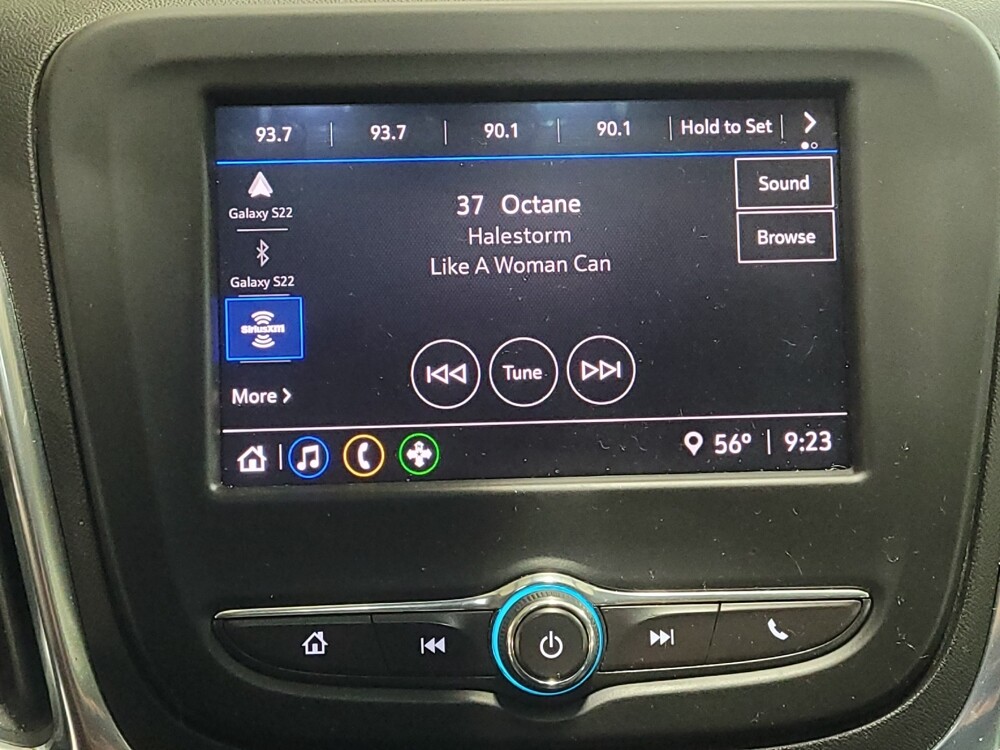 93.7 93.7 90.1 90.1 Hold to Set
Galaxy S22
37 Octane
Sound
Halestorm
Browse
Like A Woman Can
Galaxy S22
SiriusXM
Tune
More
56° 9:23